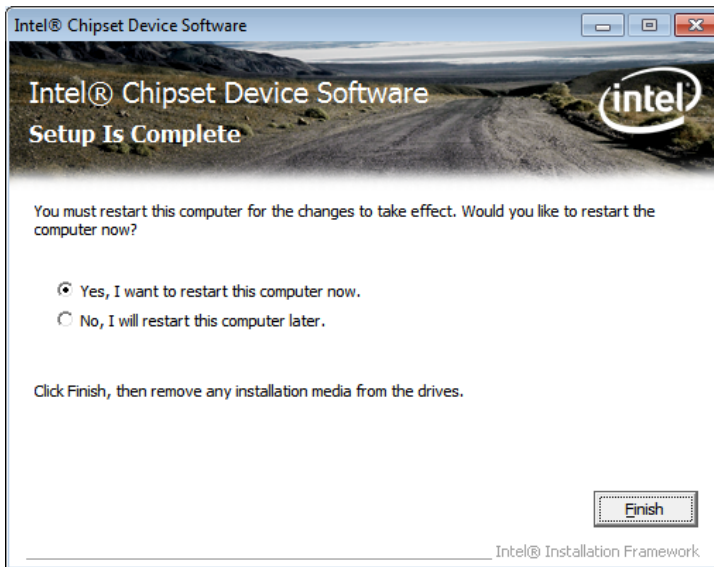 Intel® Chipset Device Software
Intel® Chipset Device Software
intel
Setup Is Complete
You must restart this computer for the changes to take effect. Would you like to restart the
computer now?
Yes, I want to restart this computer now.
No, I will restart this computer later.
Click Finish, then remove any installation media from the drives.
Finish
Intel® Installation Framework